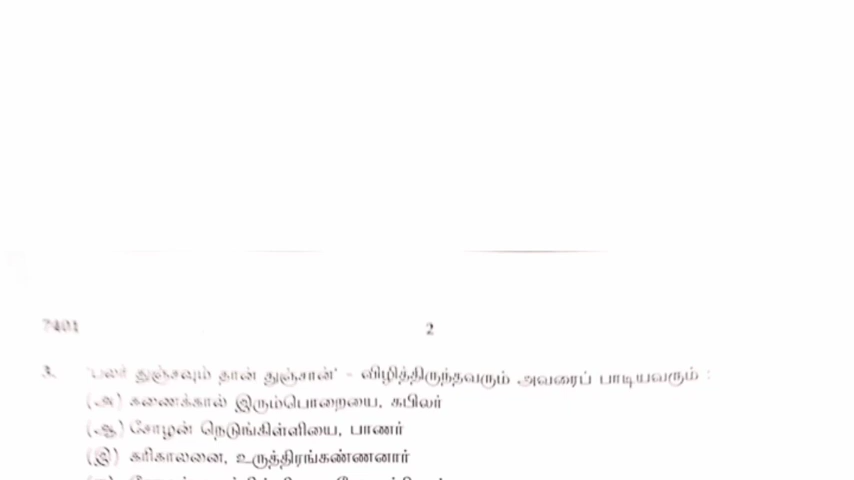 7401
2
3. 'பலர் துஞ்சவும் தான் துஞ்சான்' – விழித்திருந்தவரும் அவரைப் பாடியவரும் :
(அ) கணைக்கால் இரும்பொறையை, கபிலர்
(ஆ) சோழன் நெடுங்கிள்ளியை, பாணர்
(இ) கரிகாலனை, உருத்திரங்கண்ணனார்